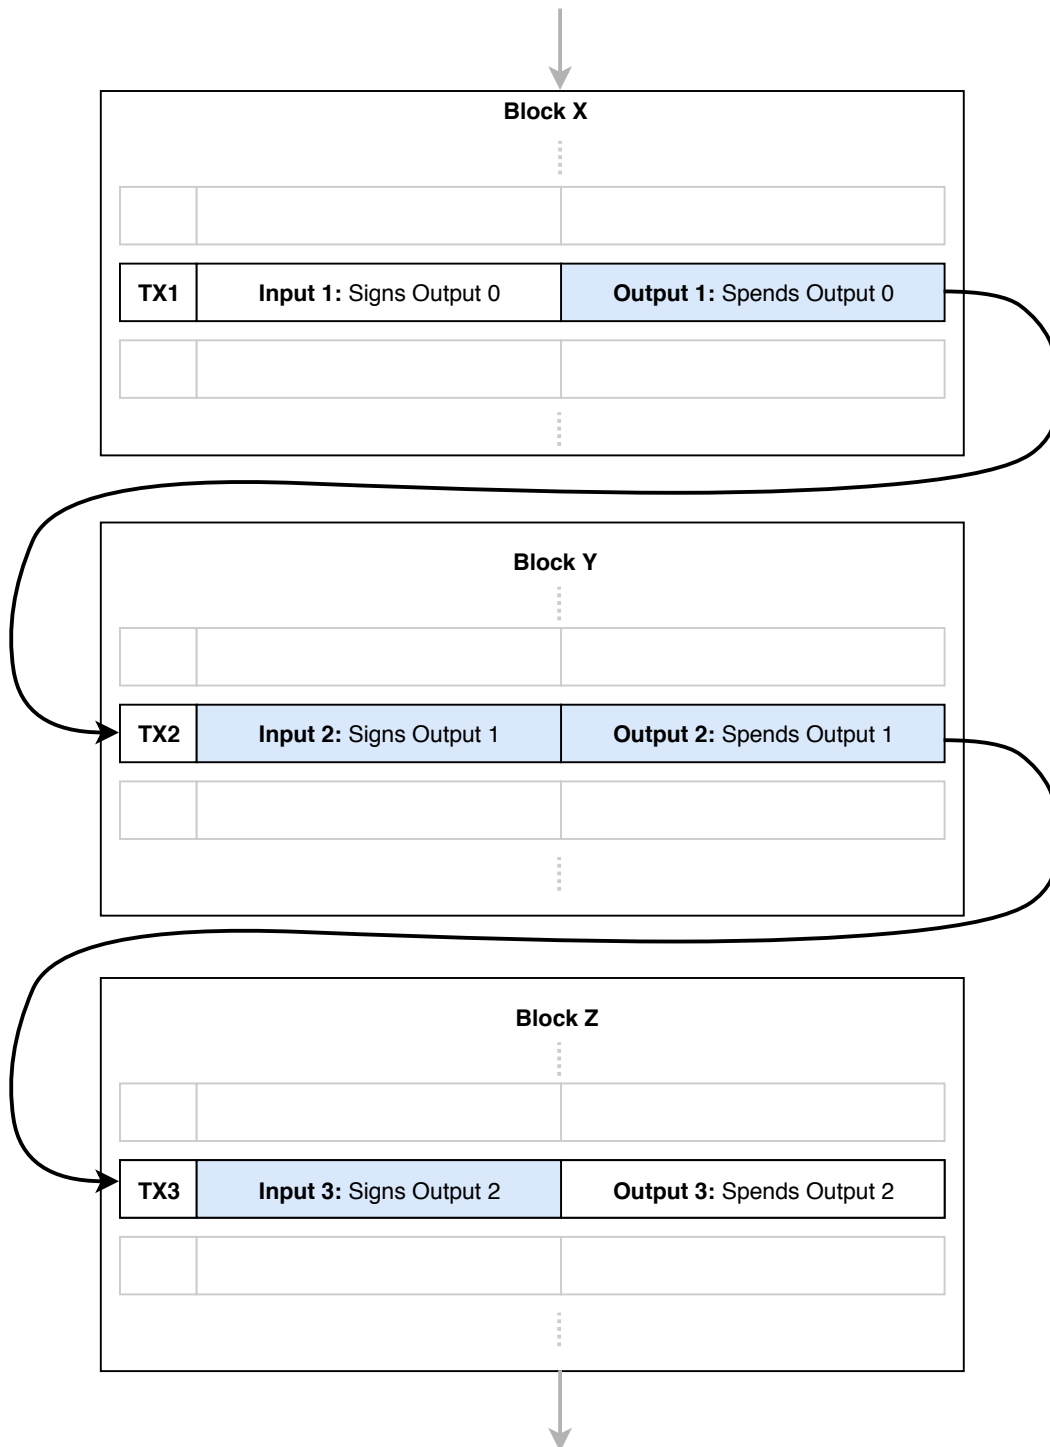 Block X
TX1 Input 1: Signs Output 0 Output 1: Spends Output 0
Block Y
TX2 Input 2: Signs Output 1 Output 2: Spends Output 1
Block Z
TX3 Input 3: Signs Output 2 Output 3: Spends Output 2